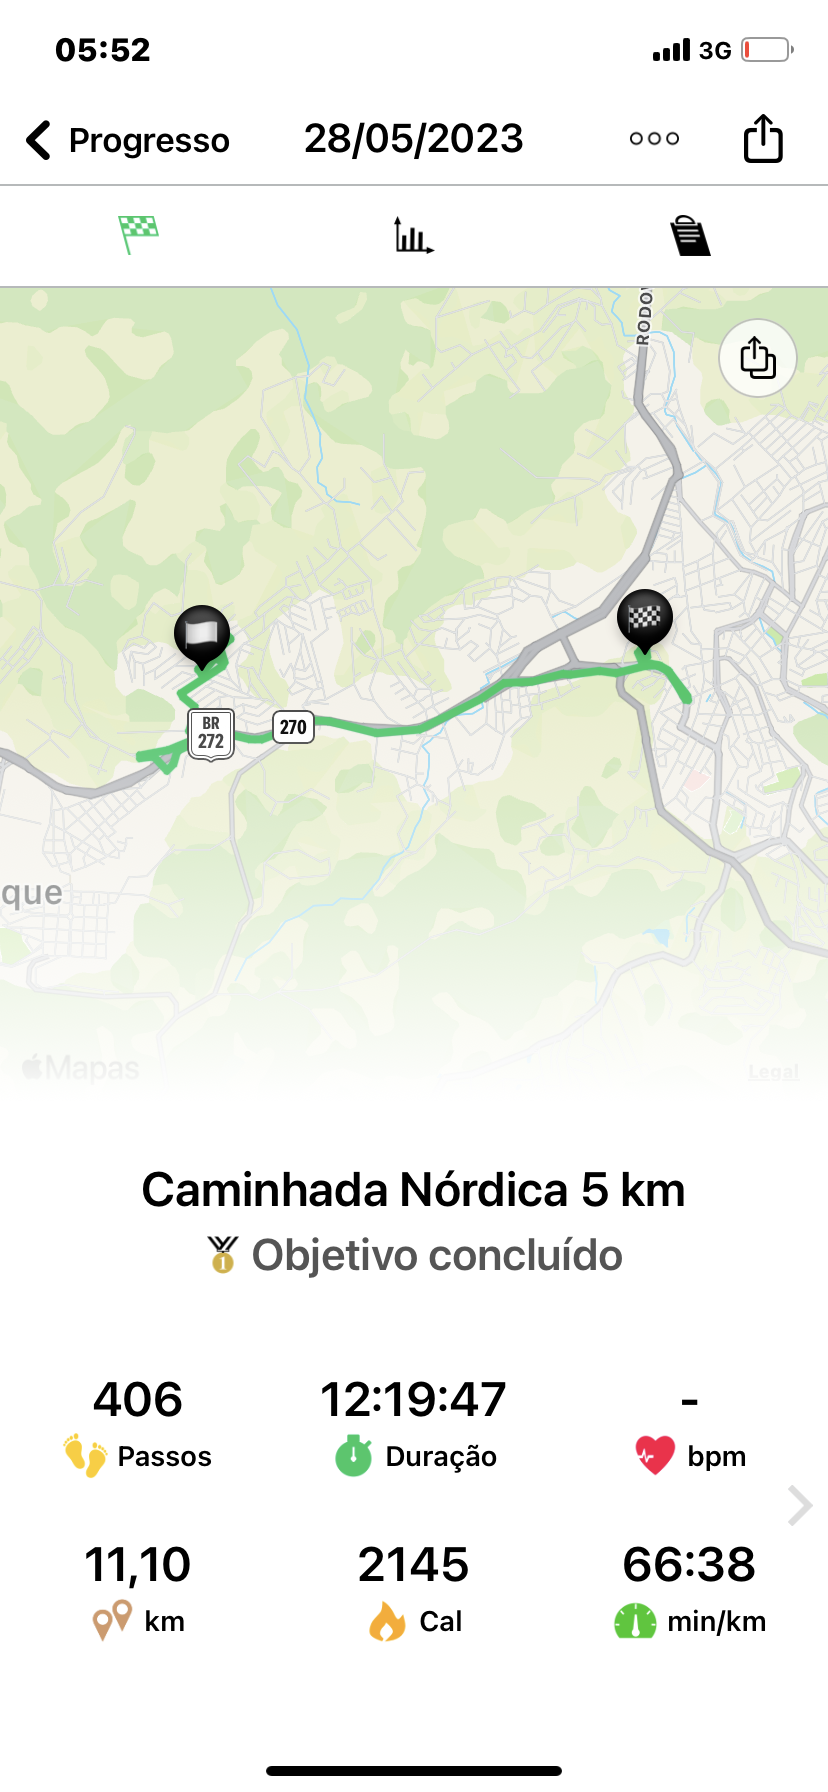 05:52
3G
Progresso
28/05/2023
RODO
BR
272
270
que
Mapas
Legal
Caminhada Nórdica 5 km
1
Objetivo concluído
406
12:19:47
-
Passos
Duração
bpm
11,10
2145
66:38
km
Cal
min/km